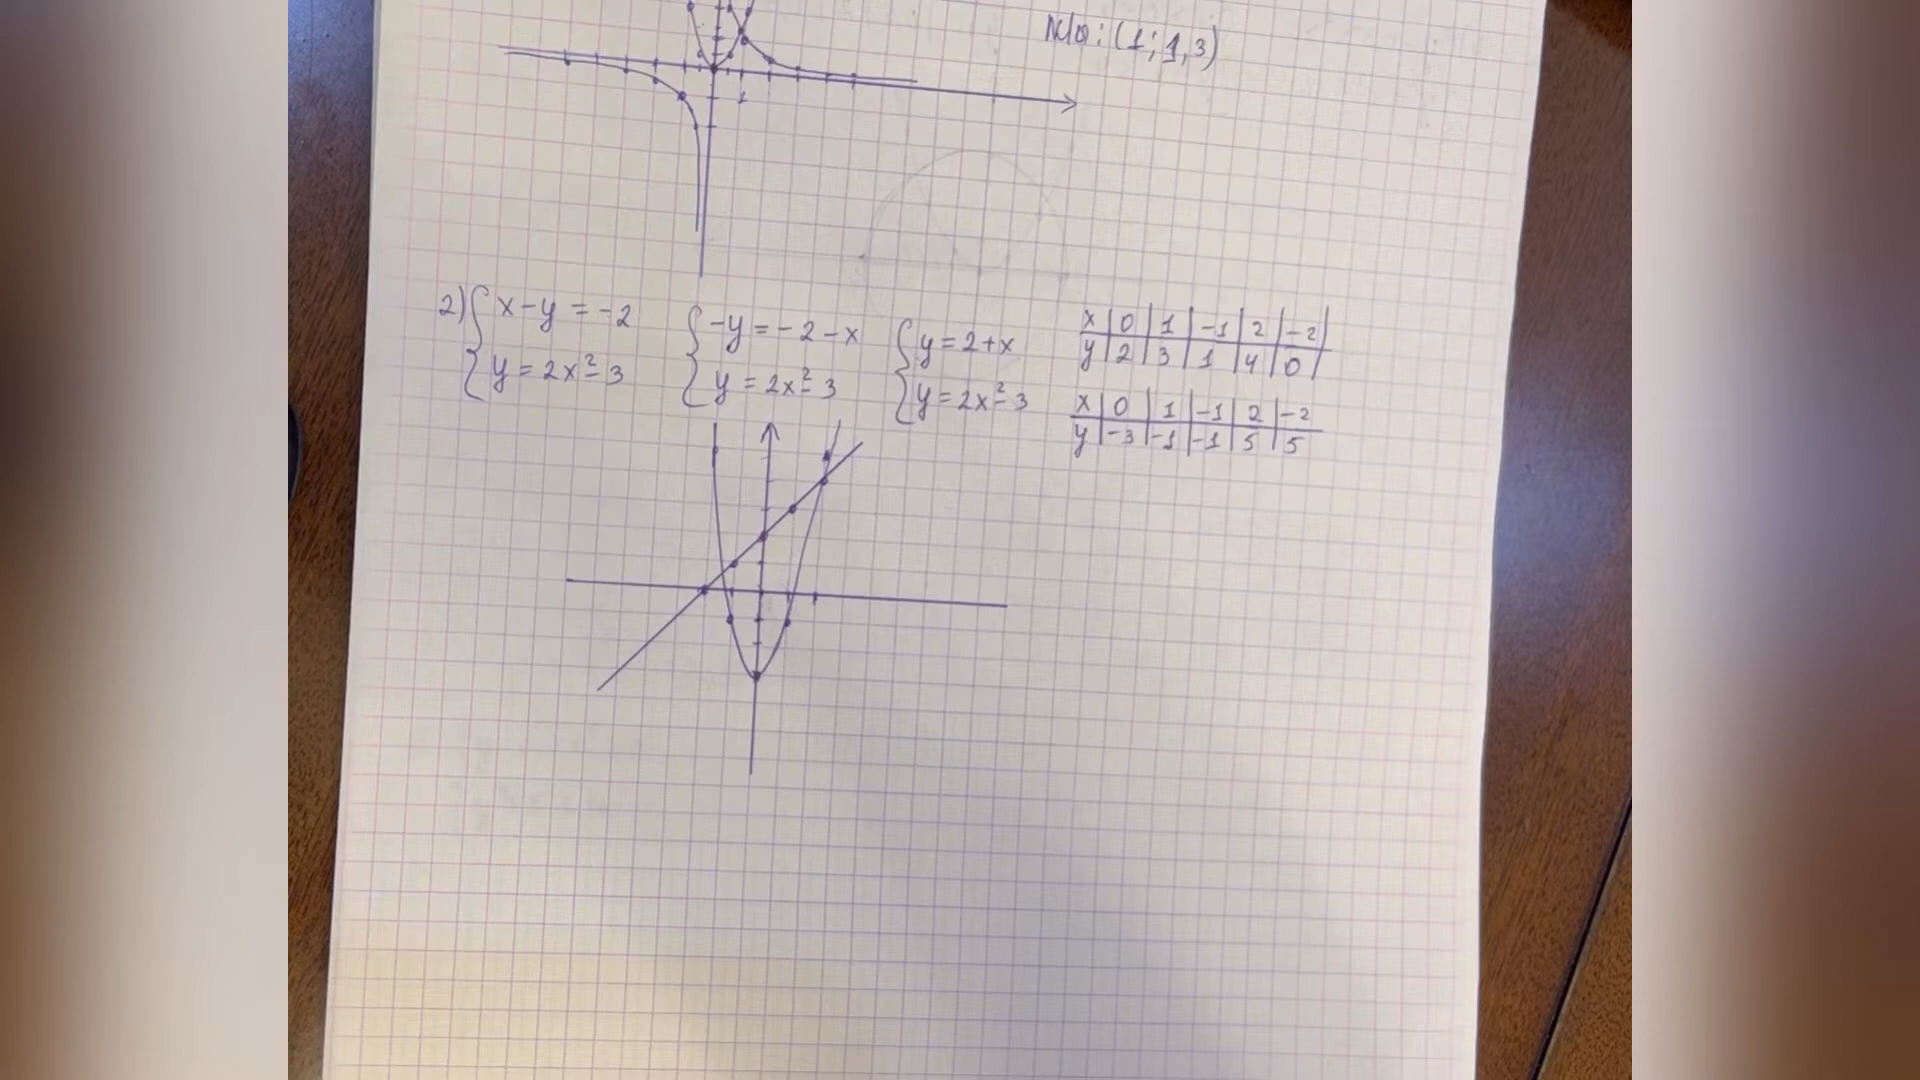 N/O: (1; 1,3)
1
2) { x - y = -2
{ y = 2x² - 3
{ -y = -2 - x
{ y = 2x² - 3
{ y = 2 + x
{ y = 2x² - 3
x | 0 | 1 | -1 | 2 | -2 |
y | 2 | 3 | 1 | 4 | 0 |
x | 0 | 1 | -1 | 2 | -2
y | -3 | -1 | -1 | 5 | 5